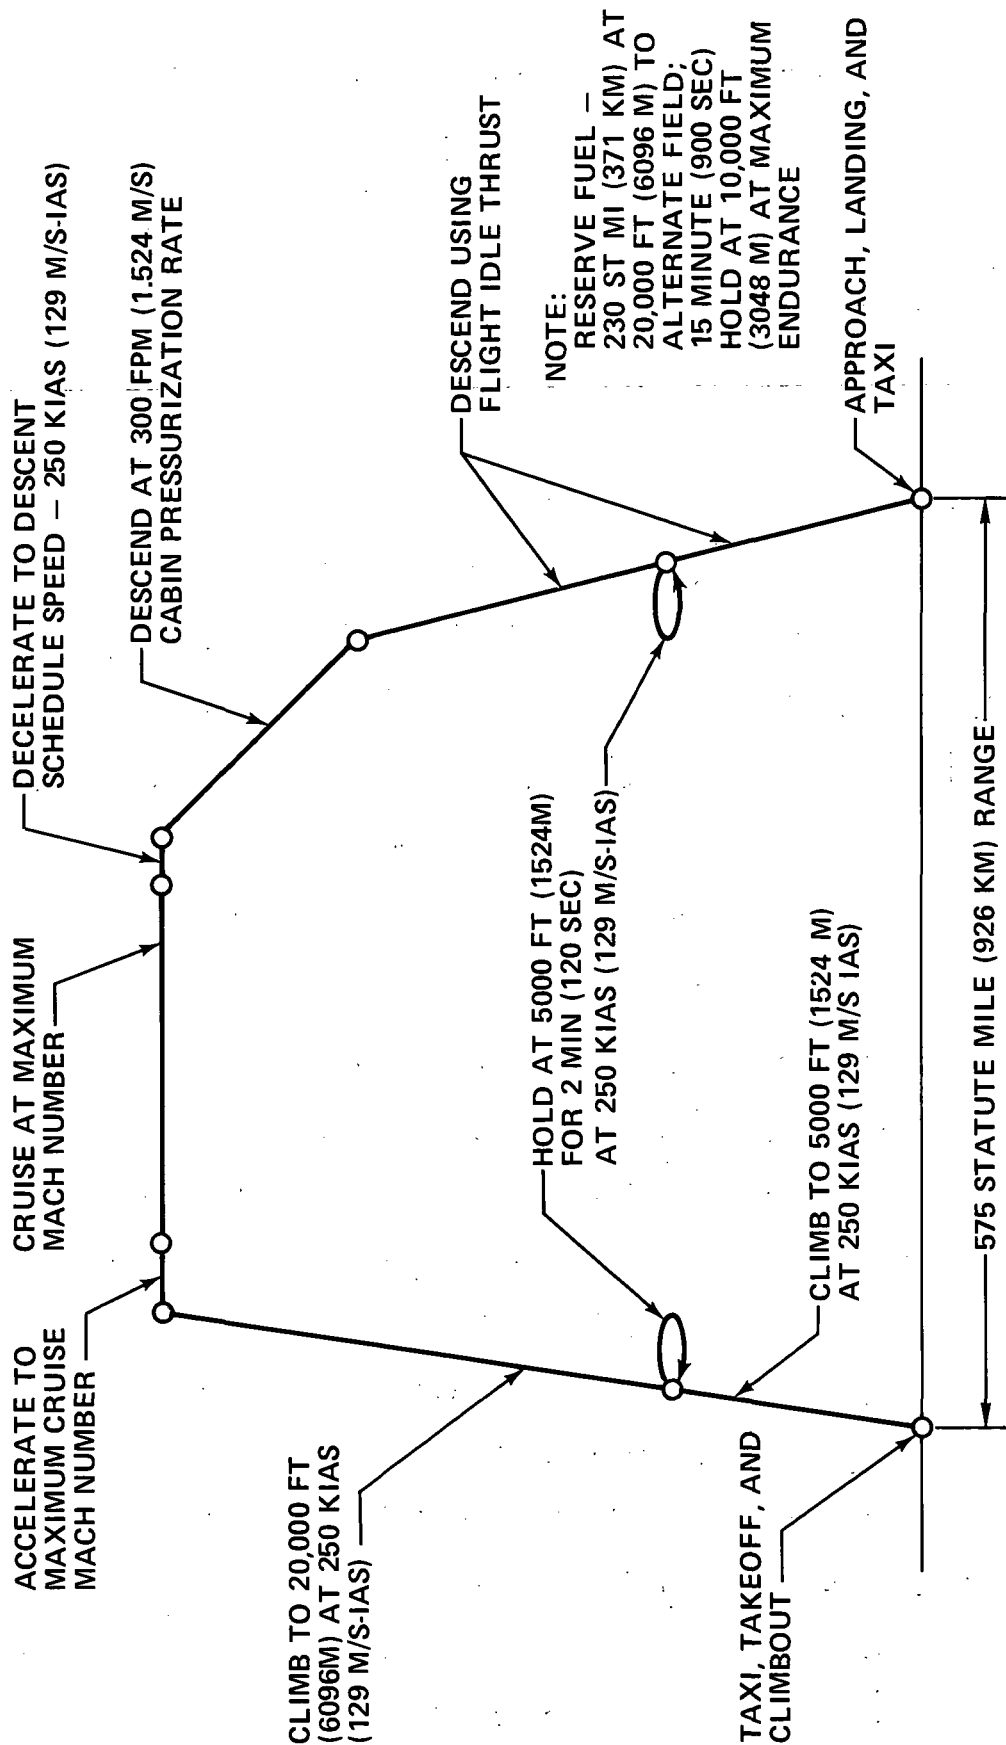 ACCELERATE TO
MAXIMUM CRUISE
MACH NUMBER
CRUISE AT MAXIMUM
MACH NUMBER
DECELERATE TO DESCENT
SCHEDULE SPEED – 250 KIAS (129 M/S-IAS)
DESCEND AT 300 FPM (1.524 M/S)
CABIN PRESSURIZATION RATE
CLIMB TO 20,000 FT
(6096M) AT 250 KIAS
(129 M/S-IAS)
DESCEND USING
FLIGHT IDLE THRUST
HOLD AT 5000 FT (1524M)
FOR 2 MIN (120 SEC)
AT 250 KIAS (129 M/S-IAS)
NOTE:
RESERVE FUEL –
230 ST MI (371 KM) AT
20,000 FT (6096 M) TO
ALTERNATE FIELD;
15 MINUTE (900 SEC)
HOLD AT 10,000 FT
(3048 M) AT MAXIMUM
ENDURANCE
TAXI, TAKEOFF, AND
CLIMBOUT
CLIMB TO 5000 FT (1524 M)
AT 250 KIAS (129 M/S IAS)
APPROACH, LANDING, AND
TAXI
575 STATUTE MILE (926 KM) RANGE